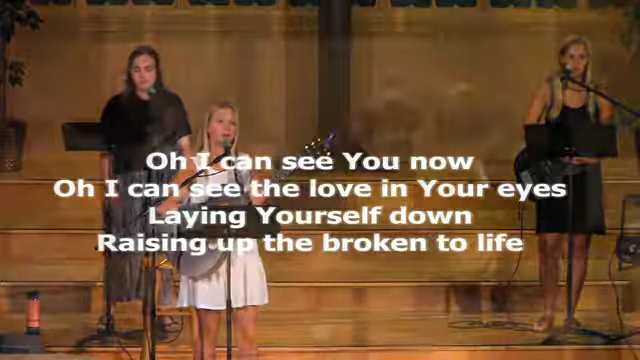 Oh I can see You now
Oh I can see the love in Your eyes
Laying Yourself down
Raising up the broken to life